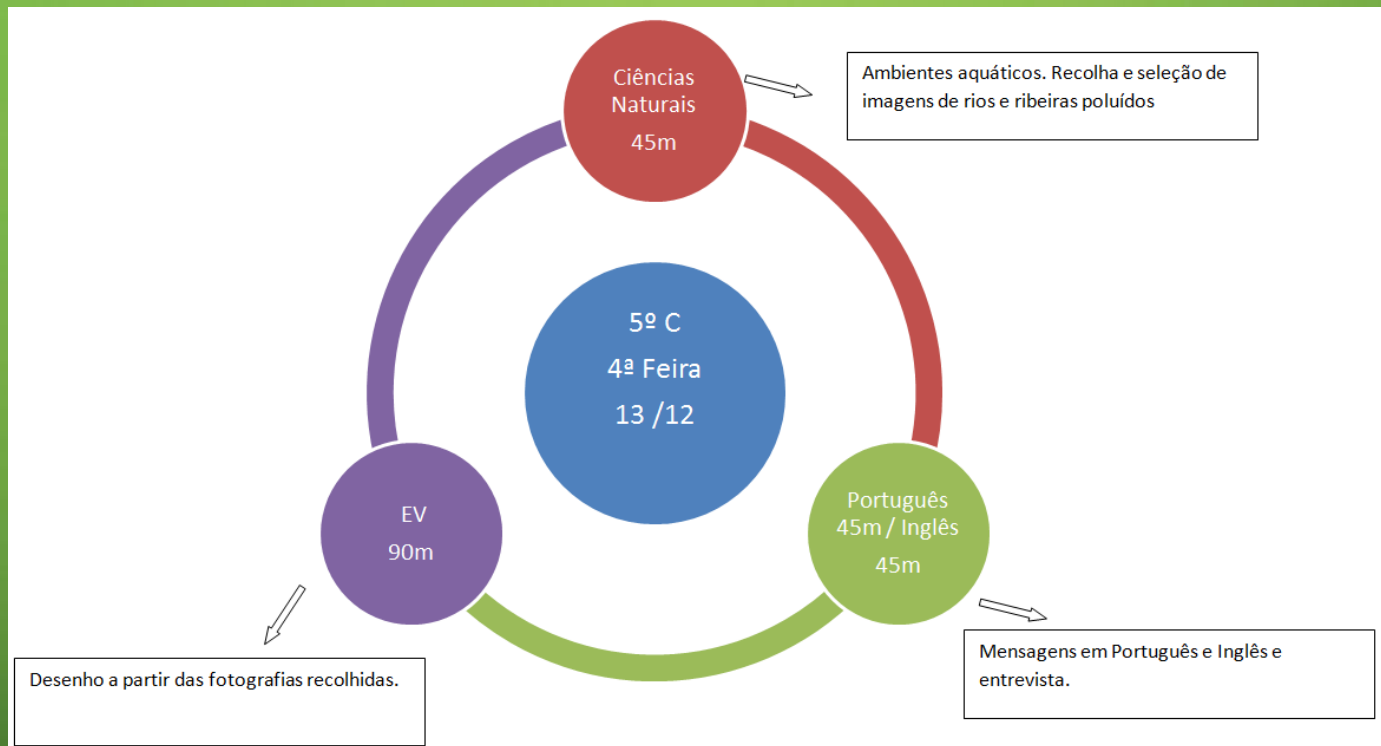 Ciências
Naturais
45m
Ambientes aquáticos. Recolha e seleção de
imagens de rios e ribeiras poluídos
5º C
4ª Feira
13 /12
EV
90m
Português
45m / Inglês
45m
Desenho a partir das fotografias recolhidas.
Mensagens em Português e Inglês e
entrevista.